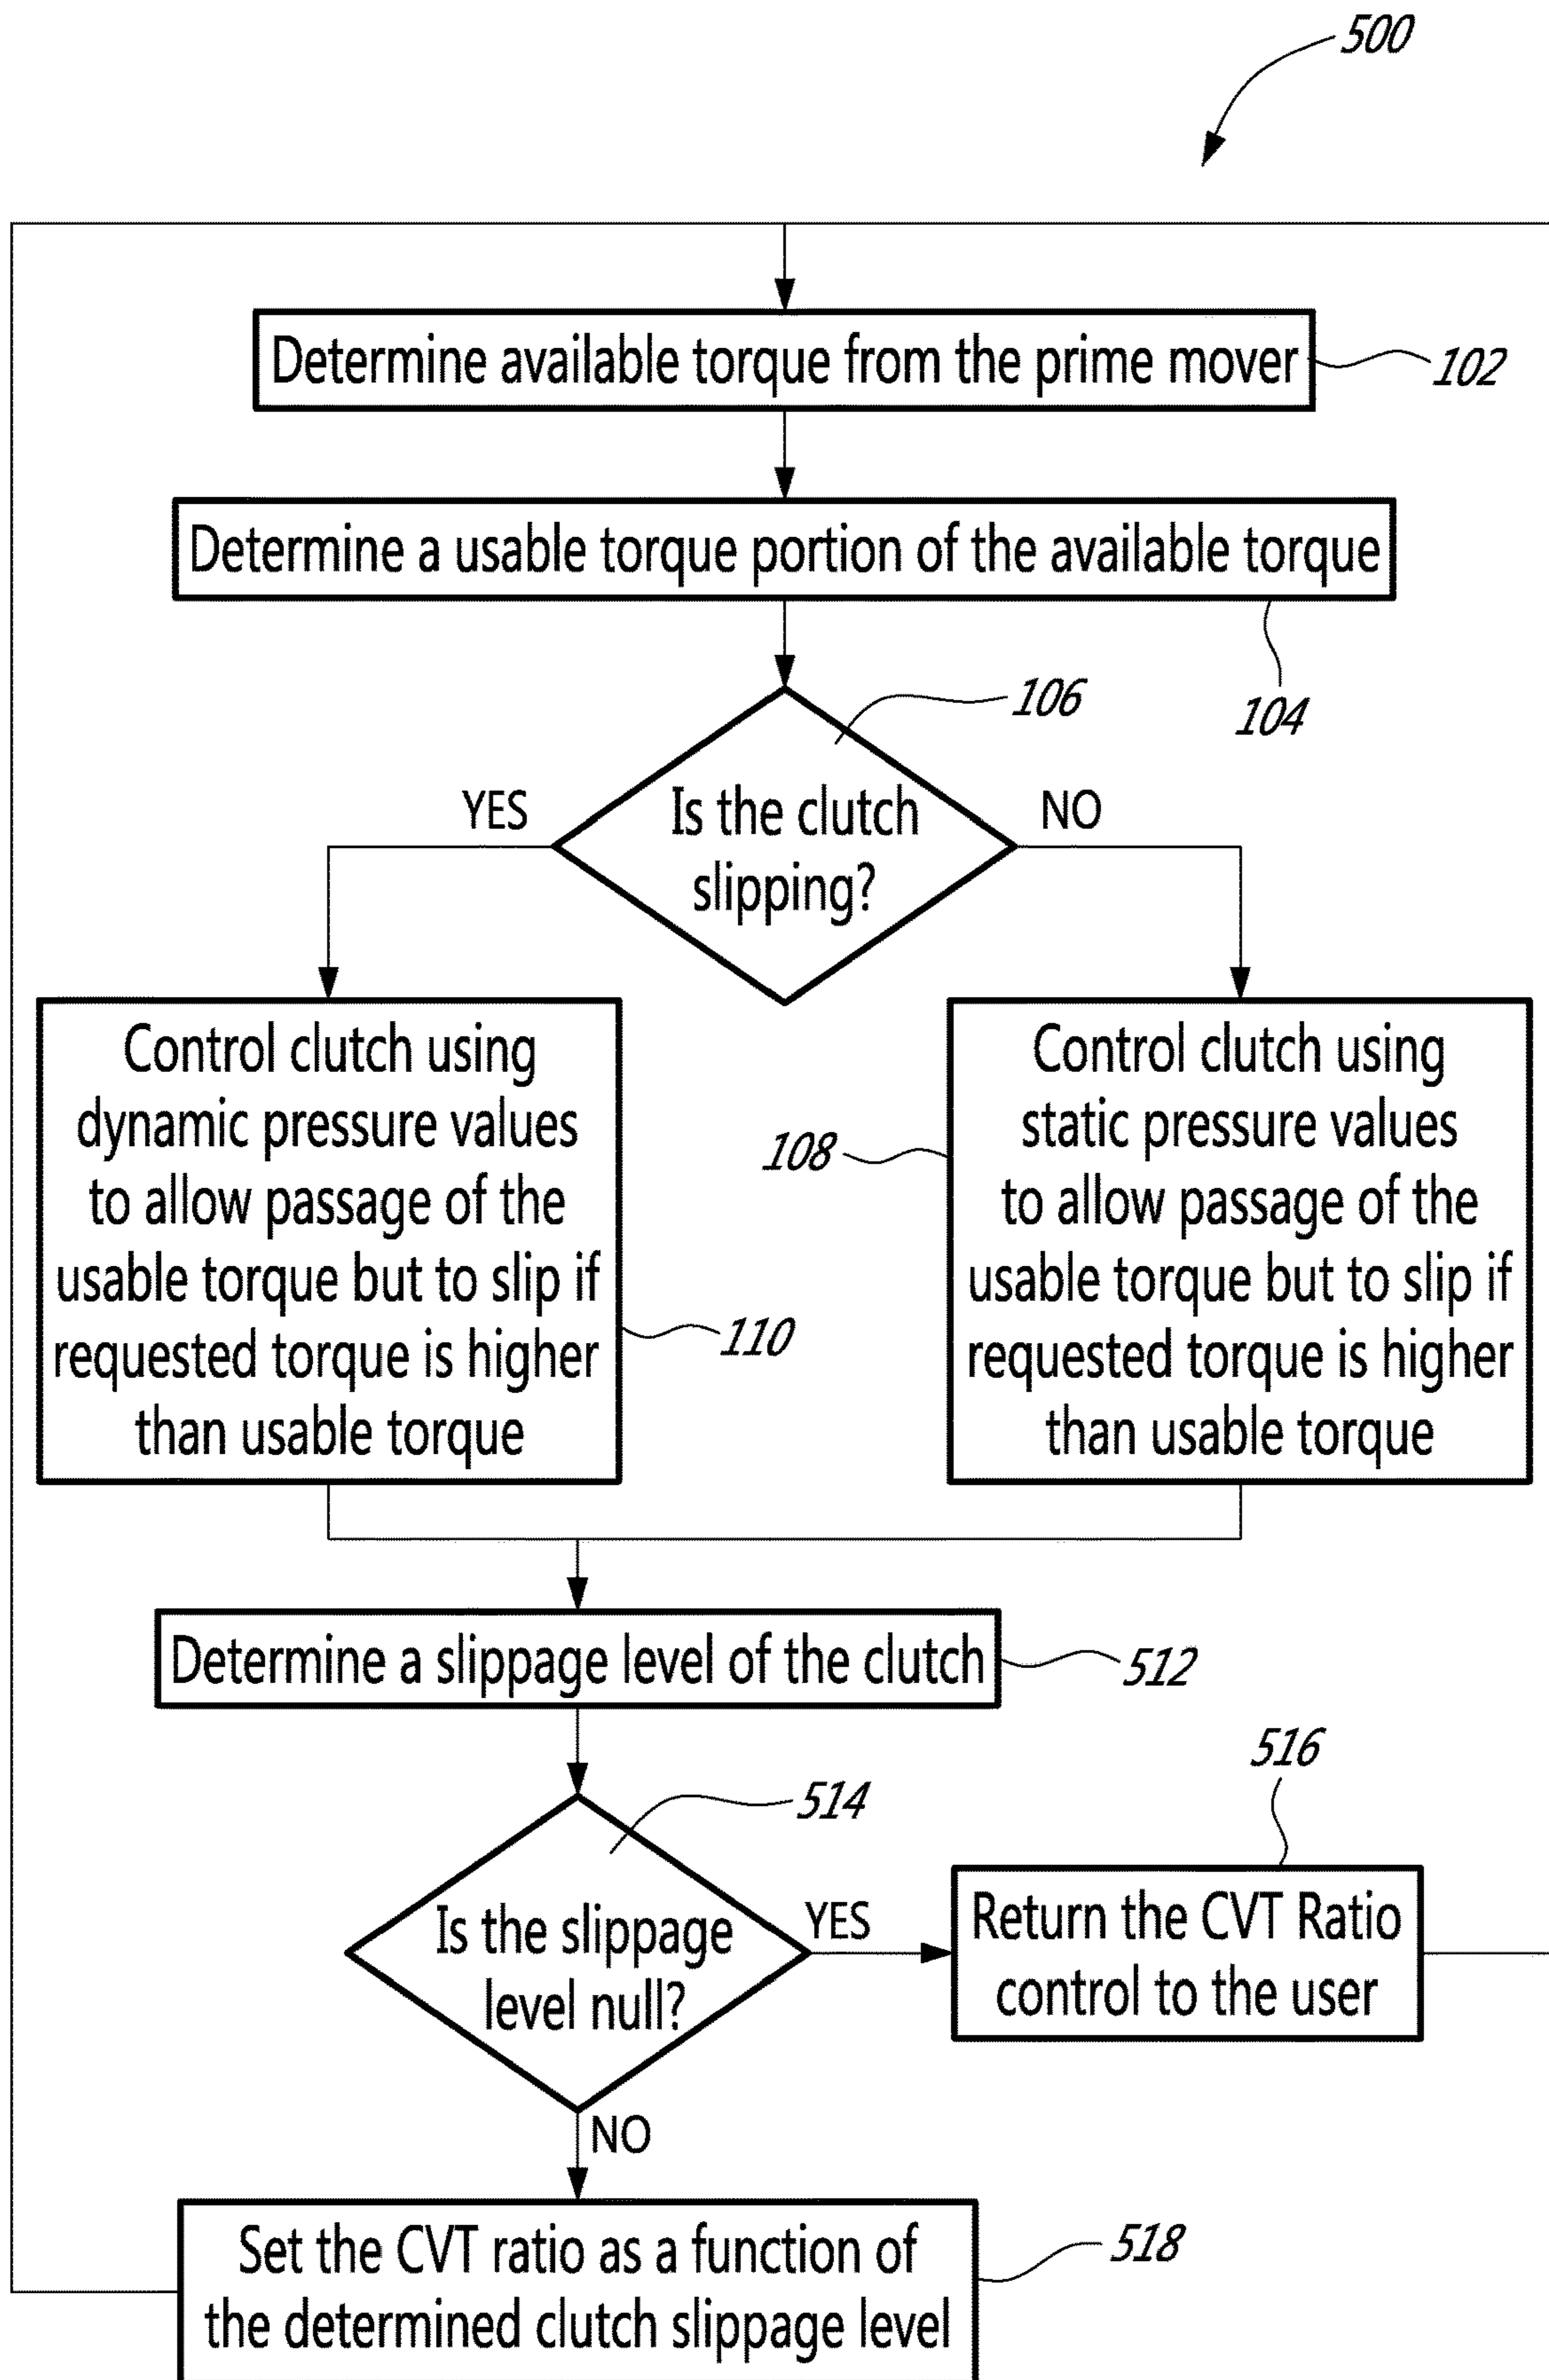 500
Determine available torque from the prime mover
102
Determine a usable torque portion of the available torque
104
106
YES
NO
Is the clutch
slipping?
Control clutch using
dynamic pressure values
to allow passage of the
usable torque but to slip if
requested torque is higher
than usable torque
110
108
Control clutch using
static pressure values
to allow passage of the
usable torque but to slip if
requested torque is higher
than usable torque
Determine a slippage level of the clutch
512
514
Is the slippage
level null?
YES
516
Return the CVT Ratio
control to the user
NO
Set the CVT ratio as a function of
the determined clutch slippage level
518